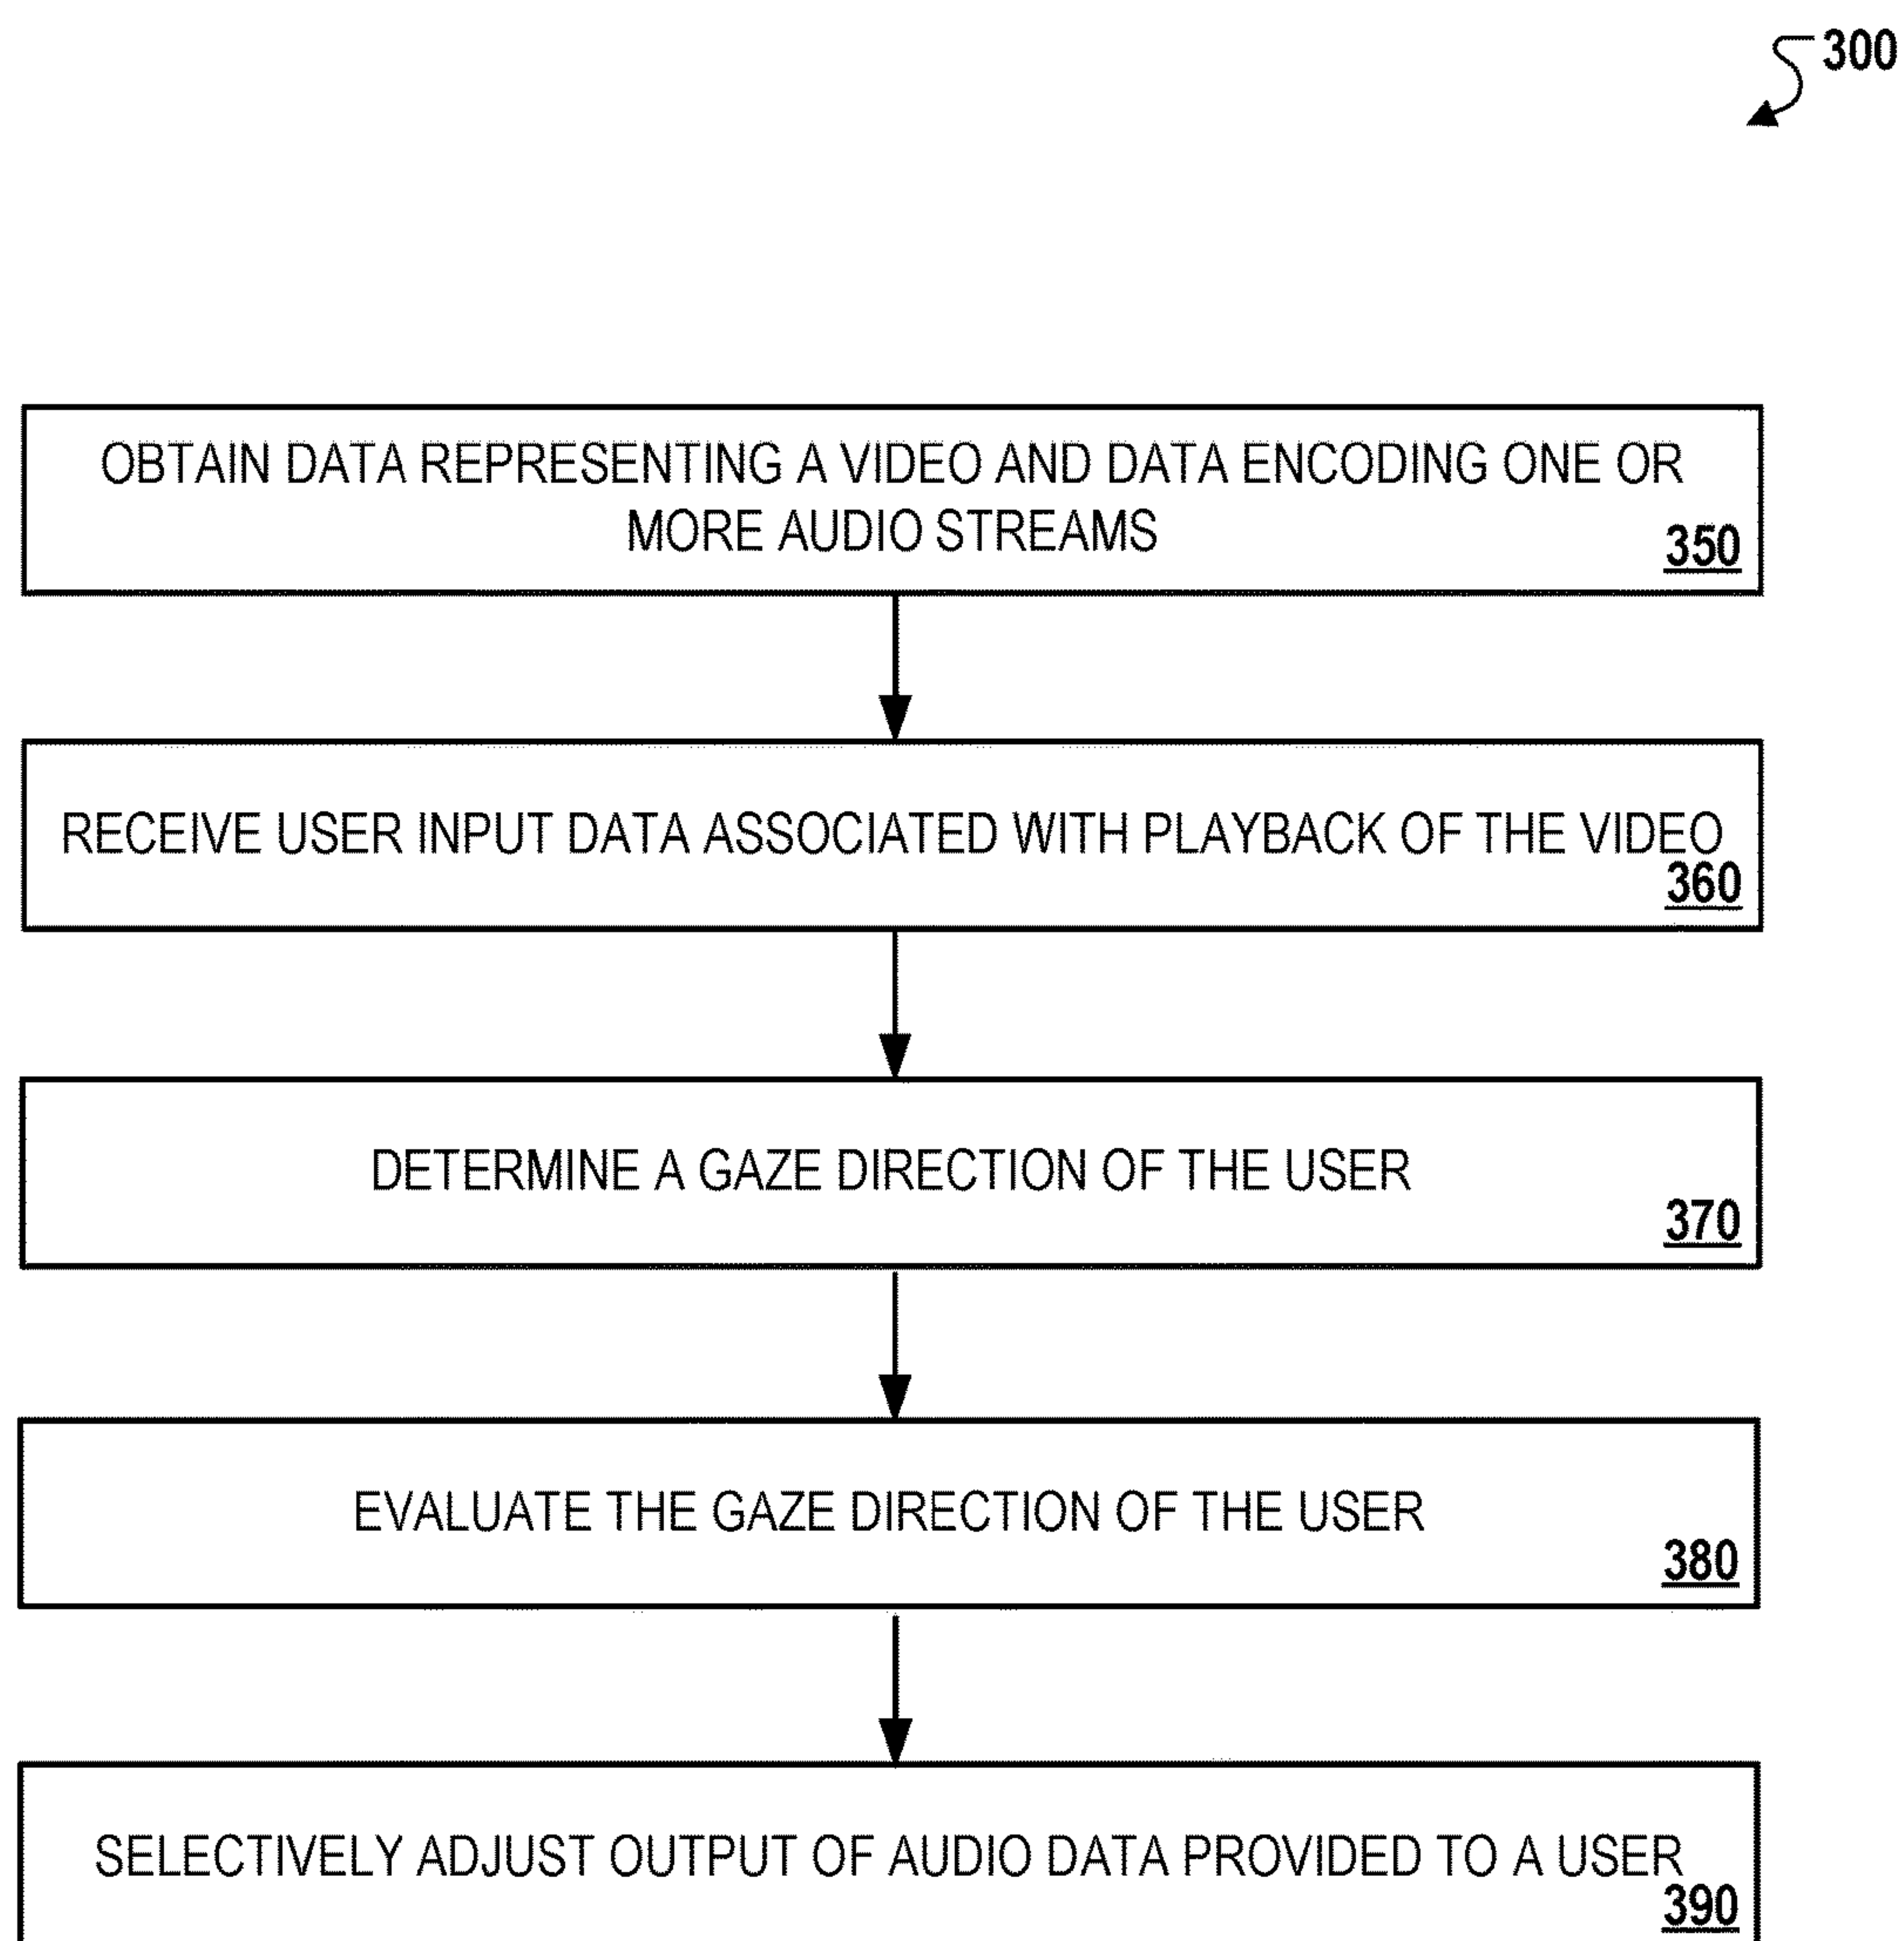 300
OBTAIN DATA REPRESENTING A VIDEO AND DATA ENCODING ONE OR
MORE AUDIO STREAMS
350
RECEIVE USER INPUT DATA ASSOCIATED WITH PLAYBACK OF THE VIDEO
360
DETERMINE A GAZE DIRECTION OF THE USER
370
EVALUATE THE GAZE DIRECTION OF THE USER
380
SELECTIVELY ADJUST OUTPUT OF AUDIO DATA PROVIDED TO A USER
390